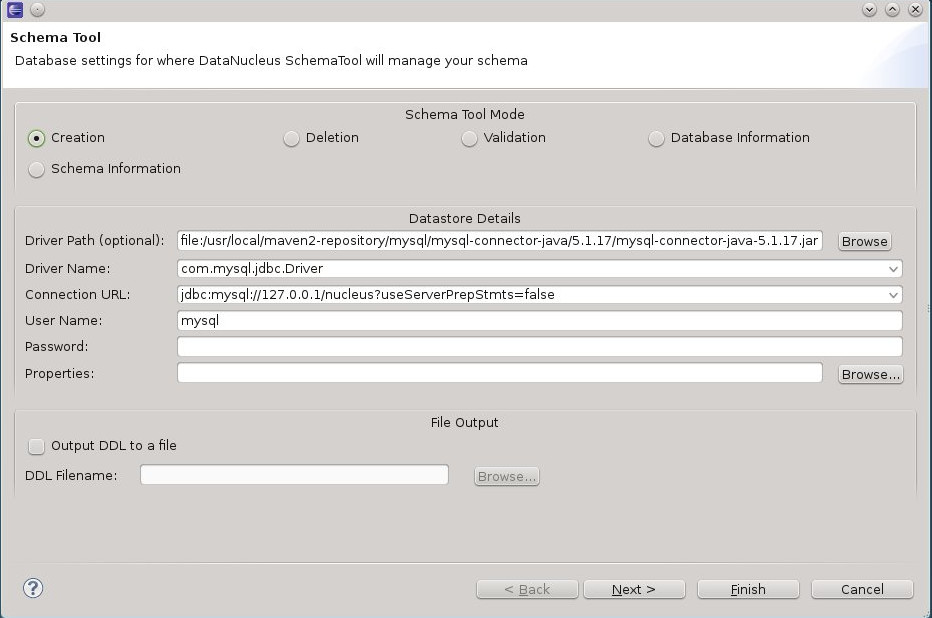 Schema Tool
Database settings for where DataNucleus SchemaTool will manage your schema
Schema Tool Mode
Creation Deletion Validation Database Information
Schema Information
Datastore Details
Driver Path (optional): file:/usr/local/maven2-repository/mysql/mysql-connector-java/5.1.17/mysql-connector-java-5.1.17.jar Browse
Driver Name: com.mysql.jdbc.Driver
Connection URL: jdbc:mysql://127.0.0.1/nucleus?useServerPrepStmts=false
User Name: mysql
Password:
Properties: Browse...
File Output
Output DDL to a file
DDL Filename: Browse...
? < Back Next > Finish Cancel